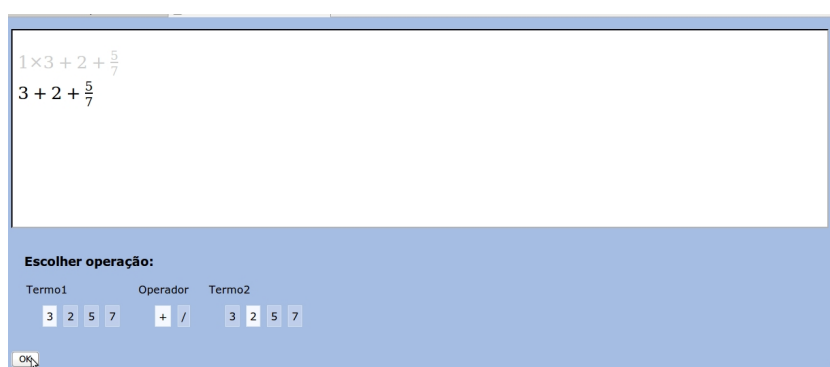 1×3 + 2 + 5/7
3 + 2 + 5/7
Escolher operação:
Termo1 Operador Termo2
3 2 5 7 + / 3 2 5 7
OK